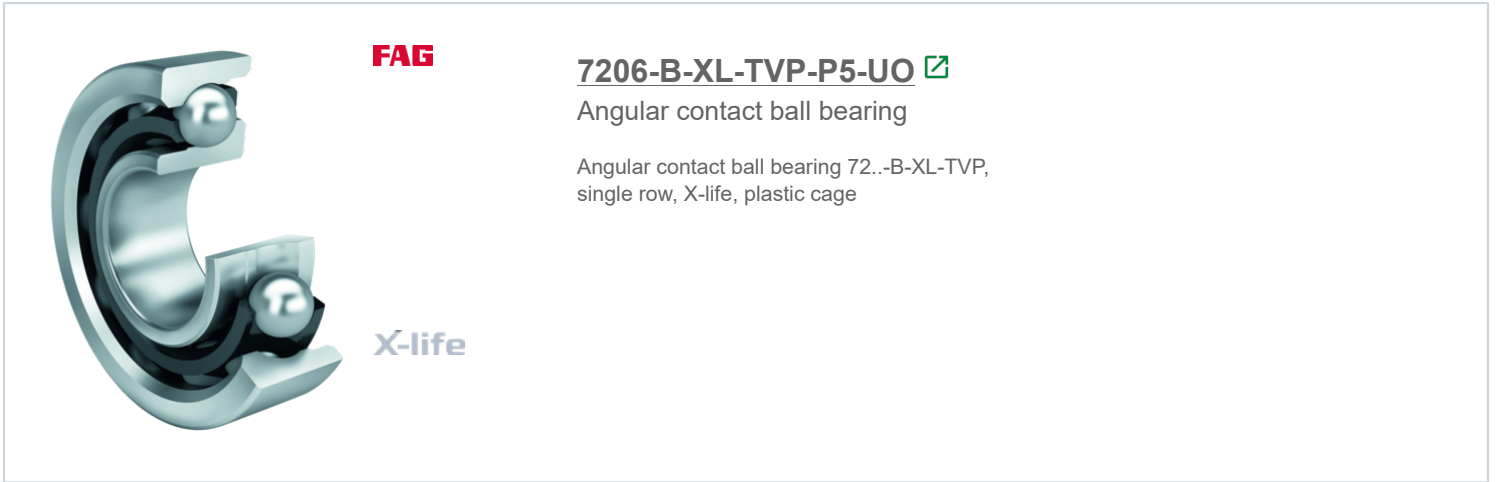 FAG
7206-B-XL-TVP-P5-UO
Angular contact ball bearing
Angular contact ball bearing 72..-B-XL-TVP,
single row, X-life, plastic cage
X-life